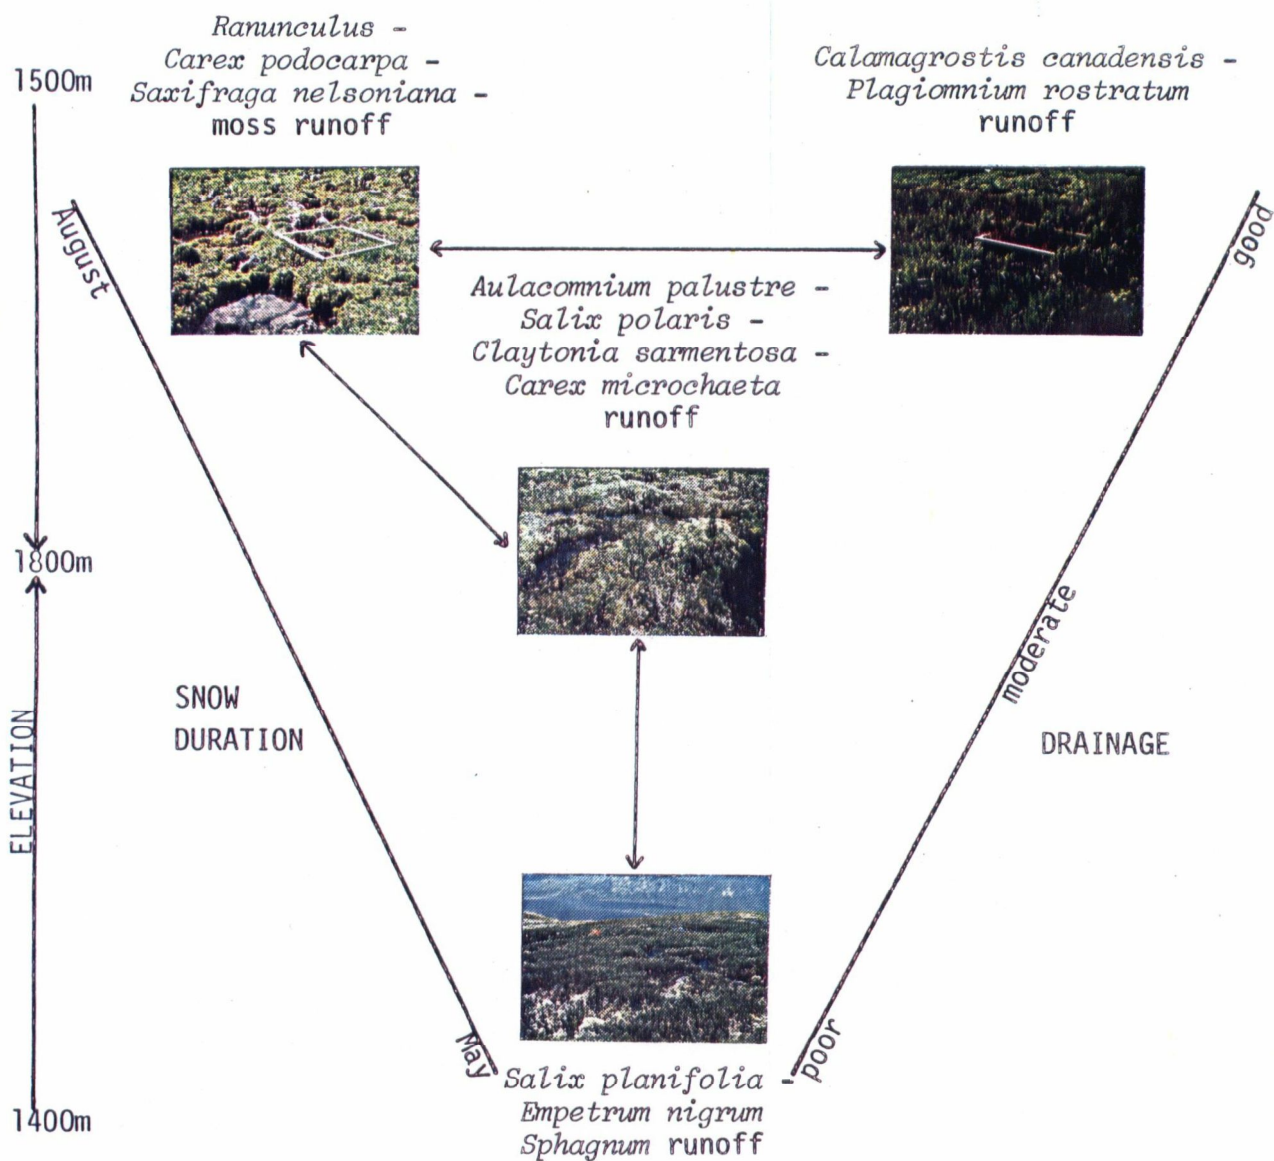 Ranunculus -
Carex podocarpa -
Saxifraga nelsoniana -
moss runoff
Calamagrostis canadensis -
Plagiomnium rostratum
runoff
1500m
August
good
Aulacomnium palustre -
Salix polaris -
Claytonia sarmentosa -
Carex microchaeta
runoff
1800m
moderate
SNOW
DURATION
DRAINAGE
ELEVATION
May
poor
Salix planifolia -
Empetrum nigrum
Sphagnum runoff
1400m